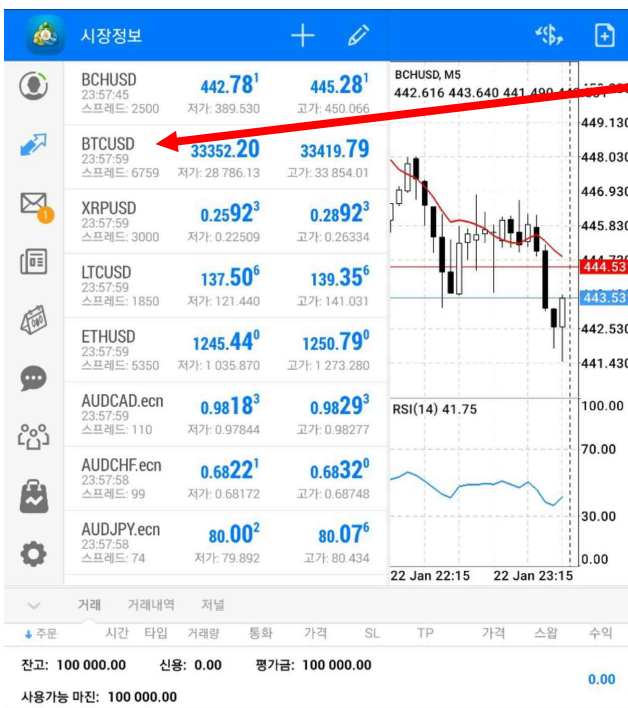 시장정보
BCHUSD
23:57:45
스프레드: 2500
442.78¹
저가: 389.530
445.28¹
고가: 450.066
BTCUSD
23:57:59
스프레드: 6759
33352.20
저가: 28 786.13
33419.79
고가: 33 854.01
XRPUSD
23:57:59
스프레드: 3000
0.2592³
저가: 0.22509
0.2892³
고가: 0.26334
LTCUSD
23:57:59
스프레드: 1850
137.50⁶
저가: 121.440
139.35⁶
고가: 141.031
ETHUSD
23:57:59
스프레드: 5350
1245.44⁰
저가: 1 035.870
1250.79⁰
고가: 1 273.280
AUDCAD.ecn
23:57:59
스프레드: 110
0.9818³
저가: 0.97844
0.9829³
고가: 0.98277
AUDCHF.ecn
23:57:58
스프레드: 99
0.6822¹
저가: 0.68172
0.6832⁰
고가: 0.68748
AUDJPY.ecn
23:57:58
스프레드: 74
80.00²
저가: 79.892
80.07⁶
고가: 80.434
1
BCHUSD, M5
442.616 443.640 441.490
449.130
448.030
446.930
445.830
444.53
443.53
442.530
441.430
RSI(14) 41.75
100.00
70.00
30.00
0.00
22 Jan 22:15 22 Jan 23:15
거래 거래내역 저널
주문 시간 타입 거래량 통화 가격 SL TP 가격 스왑 수익
잔고: 100 000.00 신용: 0.00 평가금: 100 000.00
0.00
사용가능 마진: 100 000.00